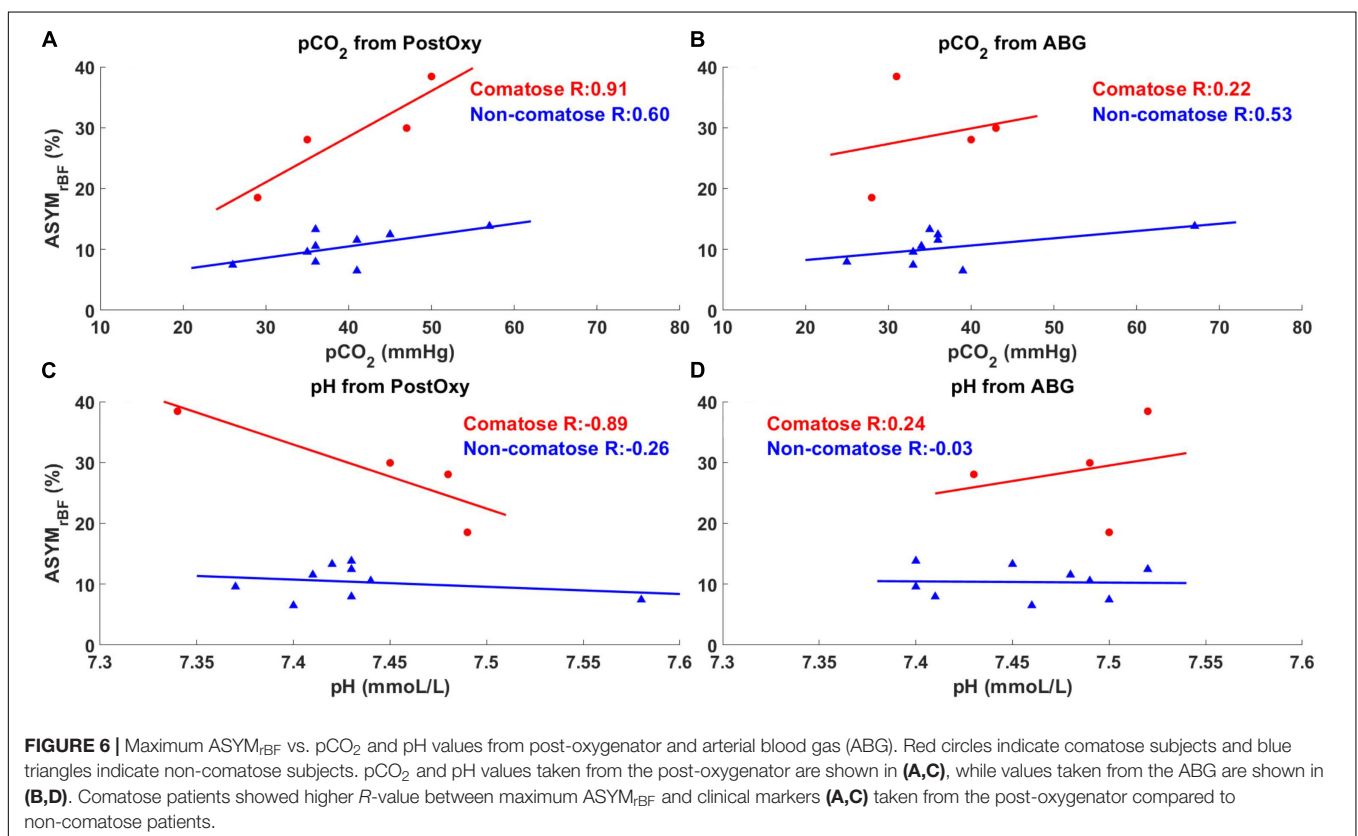 A
pCO2 from PostOxy
Comatose R:0.91
Non-comatose R:0.60
40
30
20
10
0
ASYMrBF (%)
10 20 30 40 50 60 70 80
pCO2 (mmHg)
B
pCO2 from ABG
Comatose R:0.22
Non-comatose R:0.53
40
30
20
10
0
10 20 30 40 50 60 70 80
pCO2 (mmHg)
C
pH from PostOxy
Comatose R:-0.89
Non-comatose R:-0.26
40
30
20
10
0
ASYMrBF (%)
7.3 7.35 7.4 7.45 7.5 7.55 7.6
pH (mmoL/L)
D
pH from ABG
Comatose R:0.24
Non-comatose R:-0.03
40
30
20
10
0
7.3 7.35 7.4 7.45 7.5 7.55 7.6
pH (mmoL/L)
FIGURE 6 | Maximum ASYMrBF vs. pCO2 and pH values from post-oxygenator and arterial blood gas (ABG). Red circles indicate comatose subjects and blue
triangles indicate non-comatose subjects. pCO2 and pH values taken from the post-oxygenator are shown in (A,C), while values taken from the ABG are shown in
(B,D). Comatose patients showed higher R-value between maximum ASYMrBF and clinical markers (A,C) taken from the post-oxygenator compared to
non-comatose patients.